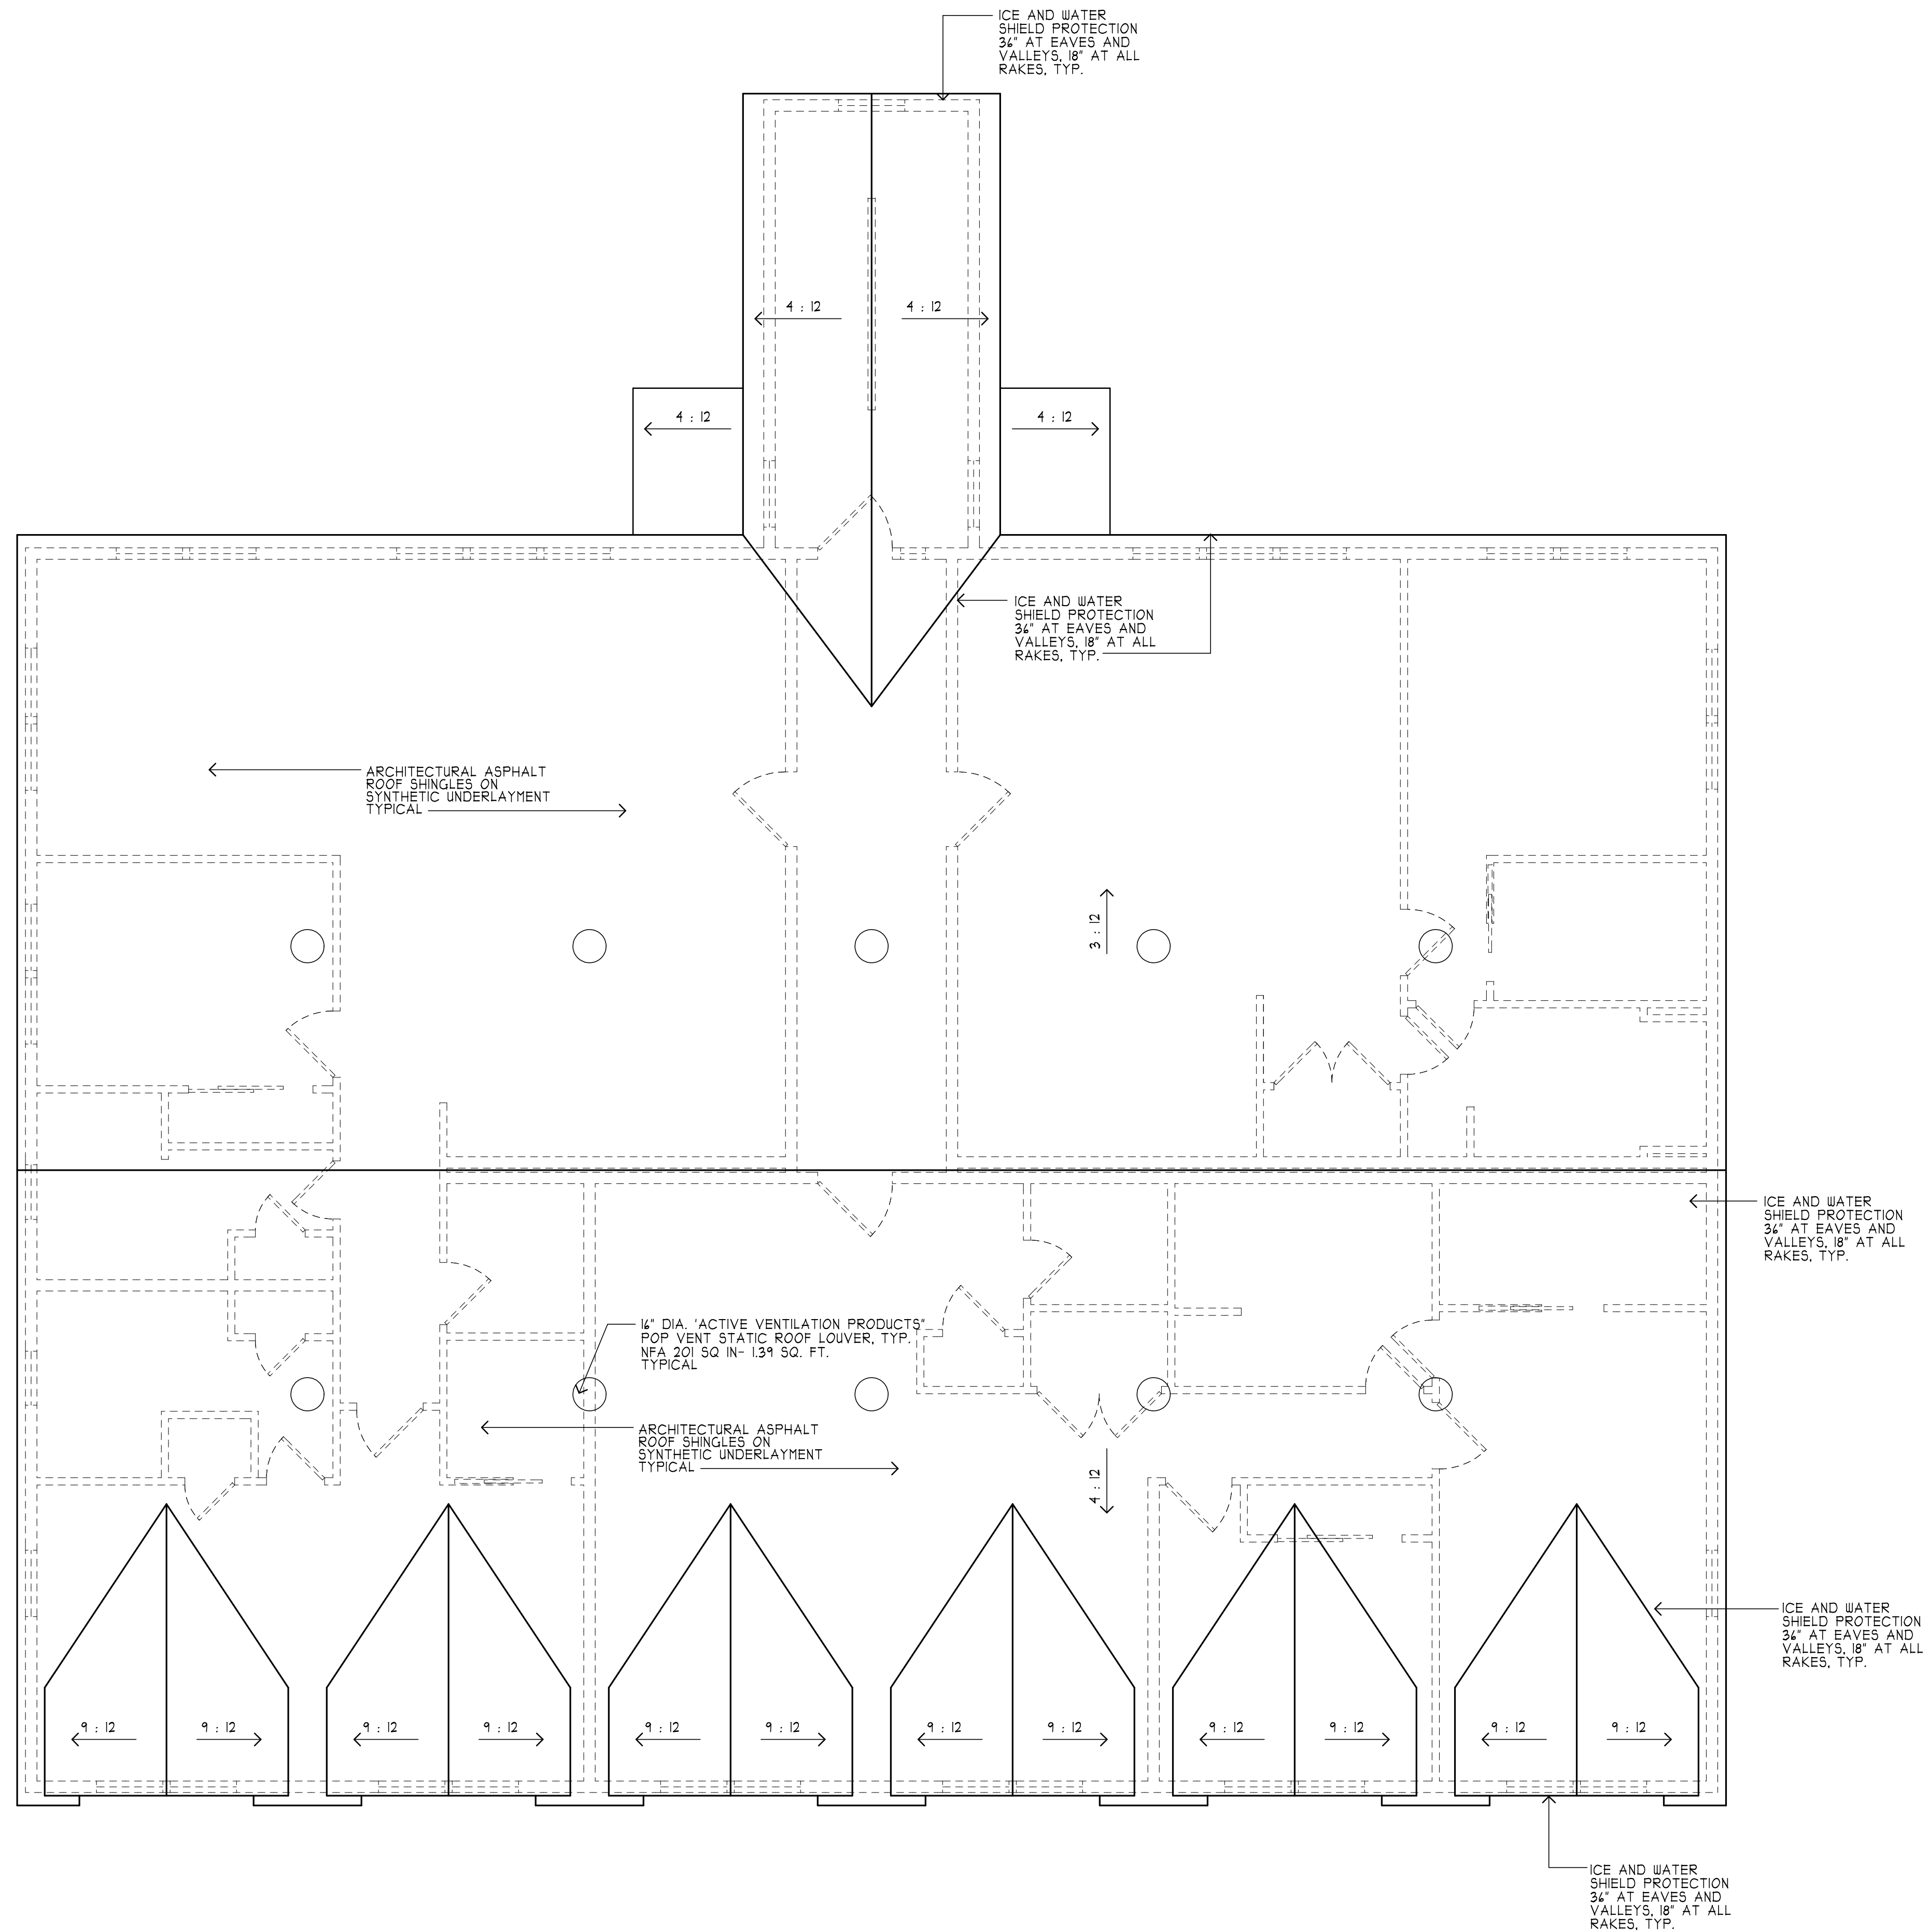 ICE AND WATER
SHIELD PROTECTION
36" AT EAVES AND
VALLEYS, 18" AT ALL
RAKES, TYP.
4 : 12
4 : 12
4 : 12
4 : 12
ICE AND WATER
SHIELD PROTECTION
36" AT EAVES AND
VALLEYS, 18" AT ALL
RAKES, TYP.
ARCHITECTURAL ASPHALT
ROOF SHINGLES ON
SYNTHETIC UNDERLAYMENT
TYPICAL
3 : 12
ICE AND WATER
SHIELD PROTECTION
36" AT EAVES AND
VALLEYS, 18" AT ALL
RAKES, TYP.
16" DIA. 'ACTIVE VENTILATION PRODUCTS"
POP VENT STATIC ROOF LOUVER, TYP.
NFA 201 SQ IN- 1.39 SQ. FT.
TYPICAL
ARCHITECTURAL ASPHALT
ROOF SHINGLES ON
SYNTHETIC UNDERLAYMENT
TYPICAL
4 : 12
ICE AND WATER
SHIELD PROTECTION
36" AT EAVES AND
VALLEYS, 18" AT ALL
RAKES, TYP.
9 : 12
9 : 12
9 : 12
9 : 12
9 : 12
9 : 12
9 : 12
9 : 12
9 : 12
9 : 12
9 : 12
9 : 12
ICE AND WATER
SHIELD PROTECTION
36" AT EAVES AND
VALLEYS, 18" AT ALL
RAKES, TYP.